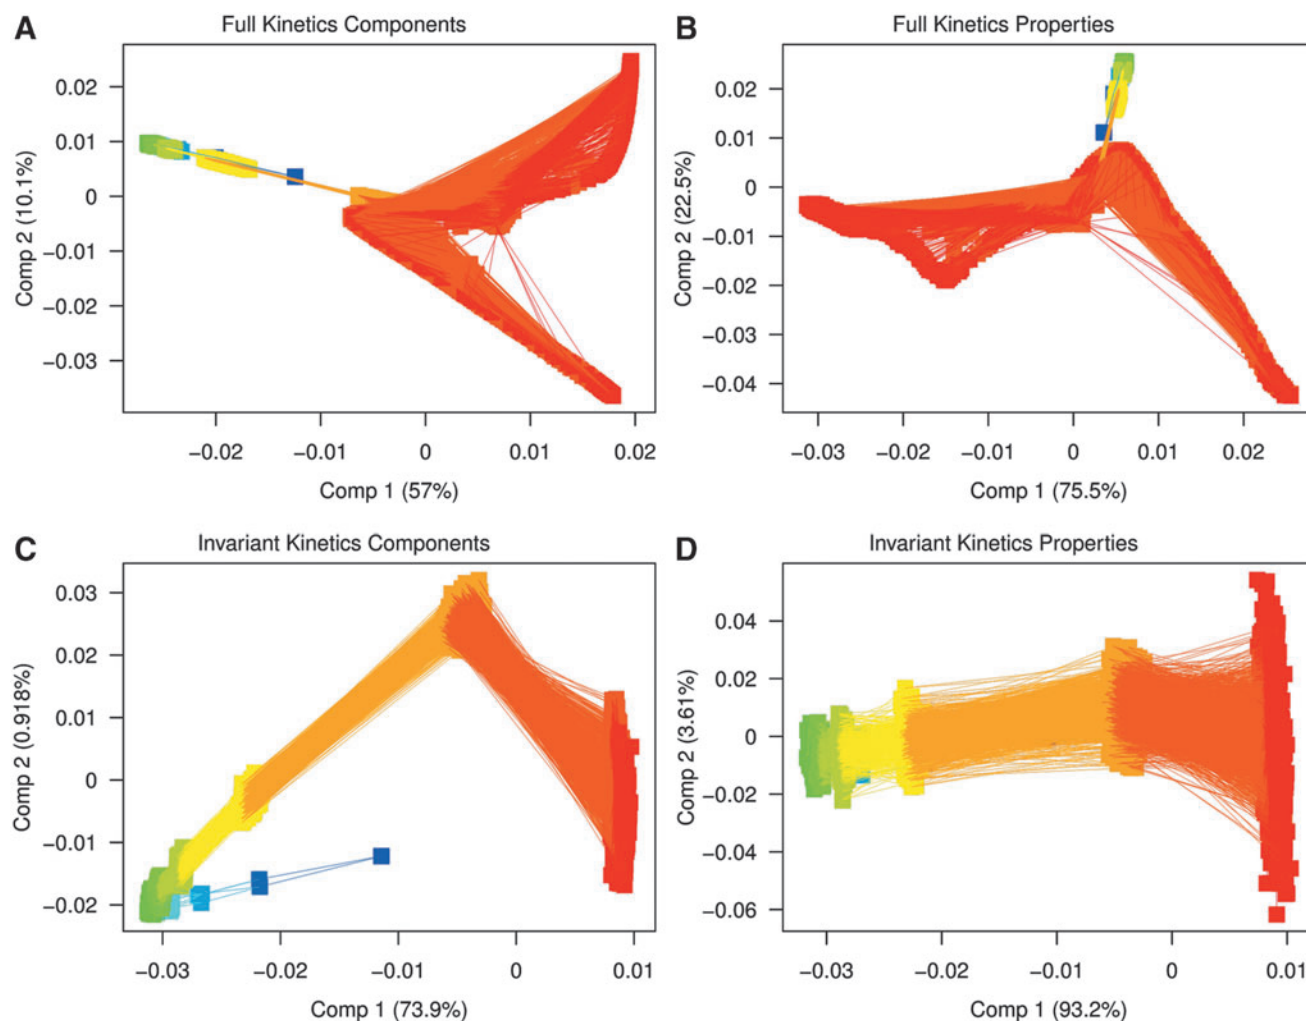 A Full Kinetics Components
0.02
0.01
0
−0.01
−0.02
−0.03
Comp 2 (10.1%)
−0.02 −0.01 0 0.01 0.02
Comp 1 (57%)
B Full Kinetics Properties
0.02
0.01
0
−0.01
−0.02
−0.03
−0.04
Comp 2 (22.5%)
−0.03 −0.02 −0.01 0 0.01 0.02
Comp 1 (75.5%)
C Invariant Kinetics Components
0.03
0.02
0.01
0
−0.01
−0.02
Comp 2 (0.918%)
−0.03 −0.02 −0.01 0 0.01
Comp 1 (73.9%)
D Invariant Kinetics Properties
0.04
0.02
0
−0.02
−0.04
−0.06
Comp 2 (3.61%)
−0.03 −0.02 −0.01 0 0.01
Comp 1 (93.2%)